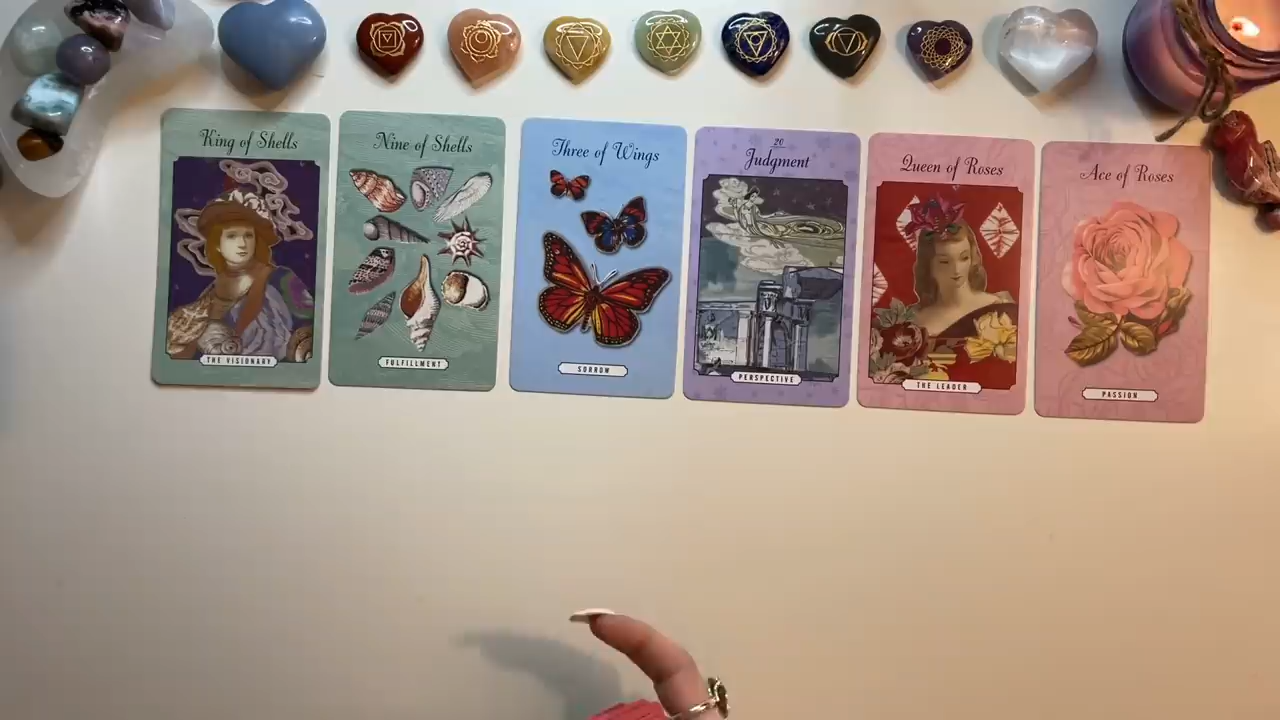 King of Shells
THE VISIONARY
Nine of Shells
FULFILLMENT
Three of Wings
SORROW
20
Judgment
PERSPECTIVE
Queen of Roses
THE LEADER
Ace of Roses
PASSION